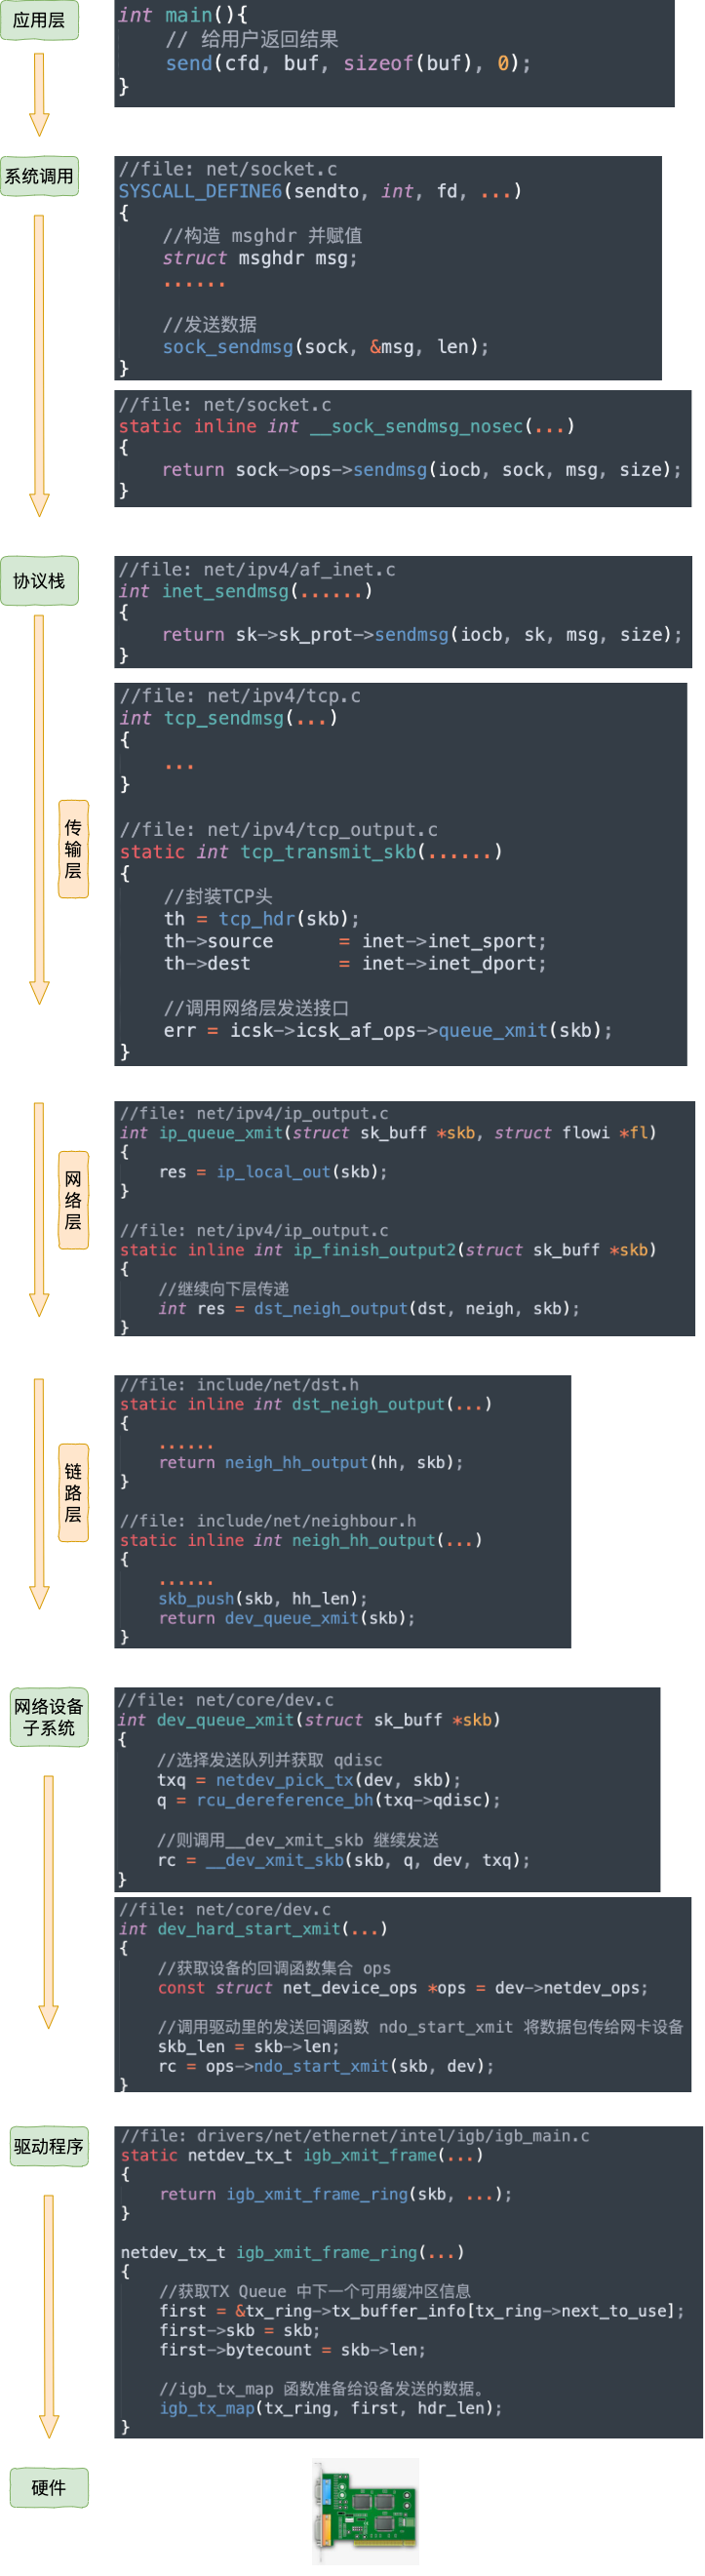 应用层
int main(){
    // 给用户返回结果
    send(cfd, buf, sizeof(buf), 0);
}
系统调用
//file: net/socket.c
SYSCALL_DEFINE6(sendto, int, fd, ...)
{
    //构造 msghdr 并赋值
    struct msghdr msg;
    ......
    //发送数据
    sock_sendmsg(sock, &msg, len);
}
//file: net/socket.c
static inline int __sock_sendmsg_nosec(...)
{
    return sock->ops->sendmsg(iocb, sock, msg, size);
}
协议栈
//file: net/ipv4/af_inet.c
int inet_sendmsg(......)
{
    return sk->sk_prot->sendmsg(iocb, sk, msg, size);
}
传输层
//file: net/ipv4/tcp.c
int tcp_sendmsg(...)
{
    ...
}
//file: net/ipv4/tcp_output.c
static int tcp_transmit_skb(......)
{
    //封装TCP头
    th = tcp_hdr(skb);
    th->source      = inet->inet_sport;
    th->dest        = inet->inet_dport;
    //调用网络层发送接口
    err = icsk->icsk_af_ops->queue_xmit(skb);
}
网络层
//file: net/ipv4/ip_output.c
int ip_queue_xmit(struct sk_buff *skb, struct flowi *fl)
{
    res = ip_local_out(skb);
}
//file: net/ipv4/ip_output.c
static inline int ip_finish_output2(struct sk_buff *skb)
{
    //继续向下层传递
    int res = dst_neigh_output(dst, neigh, skb);
}
链路层
//file: include/net/dst.h
static inline int dst_neigh_output(...)
{
    ......
    return neigh_hh_output(hh, skb);
}
//file: include/net/neighbour.h
static inline int neigh_hh_output(...)
{
    ......
    skb_push(skb, hh_len);
    return dev_queue_xmit(skb);
}
网络设备
子系统
//file: net/core/dev.c
int dev_queue_xmit(struct sk_buff *skb)
{
    //选择发送队列并获取 qdisc
    txq = netdev_pick_tx(dev, skb);
    q = rcu_dereference_bh(txq->qdisc);
    //则调用__dev_xmit_skb 继续发送
    rc = __dev_xmit_skb(skb, q, dev, txq);
}
//file: net/core/dev.c
int dev_hard_start_xmit(...)
{
    //获取设备的回调函数集合 ops
    const struct net_device_ops *ops = dev->netdev_ops;
    //调用驱动里的发送回调函数 ndo_start_xmit 将数据包传给网卡设备
    skb_len = skb->len;
    rc = ops->ndo_start_xmit(skb, dev);
}
驱动程序
//file: drivers/net/ethernet/intel/igb/igb_main.c
static netdev_tx_t igb_xmit_frame(...)
{
    return igb_xmit_frame_ring(skb, ...);
}
netdev_tx_t igb_xmit_frame_ring(...)
{
    //获取TX Queue 中下一个可用缓冲区信息
    first = &tx_ring->tx_buffer_info[tx_ring->next_to_use];
    first->skb = skb;
    first->bytecount = skb->len;
    //igb_tx_map 函数准备给设备发送的数据。
    igb_tx_map(tx_ring, first, hdr_len);
}
硬件